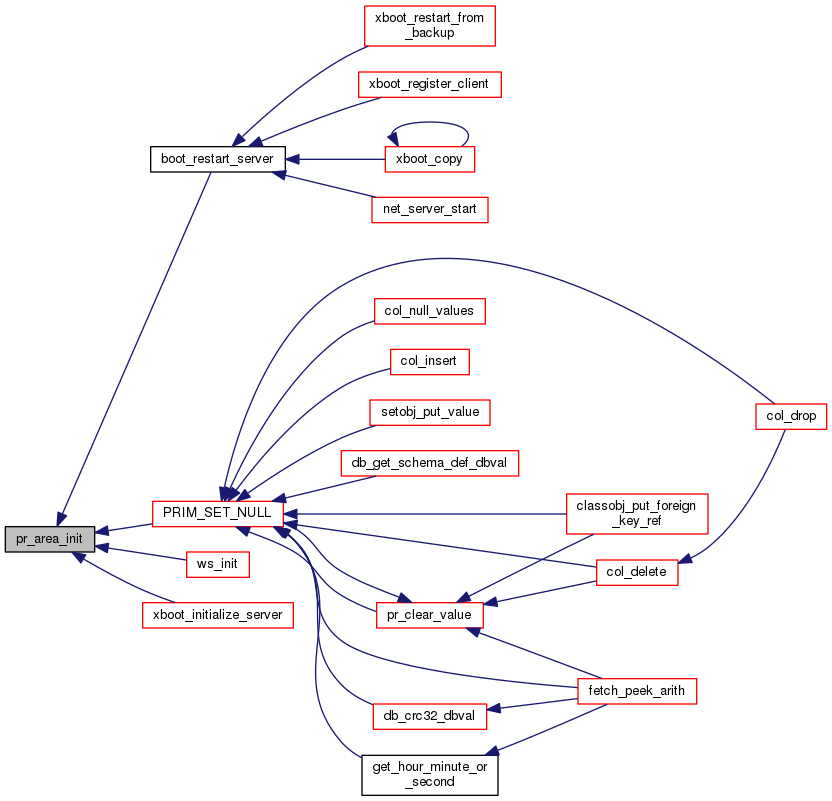 xboot_restart_from
_backup
xboot_register_client
boot_restart_server
xboot_copy
net_server_start
col_null_values
col_insert
col_drop
setobj_put_value
db_get_schema_def_dbval
PRIM_SET_NULL
classobj_put_foreign
_key_ref
pr_area_init
ws_init
col_delete
xboot_initialize_server
pr_clear_value
fetch_peek_arith
db_crc32_dbval
get_hour_minute_or
_second